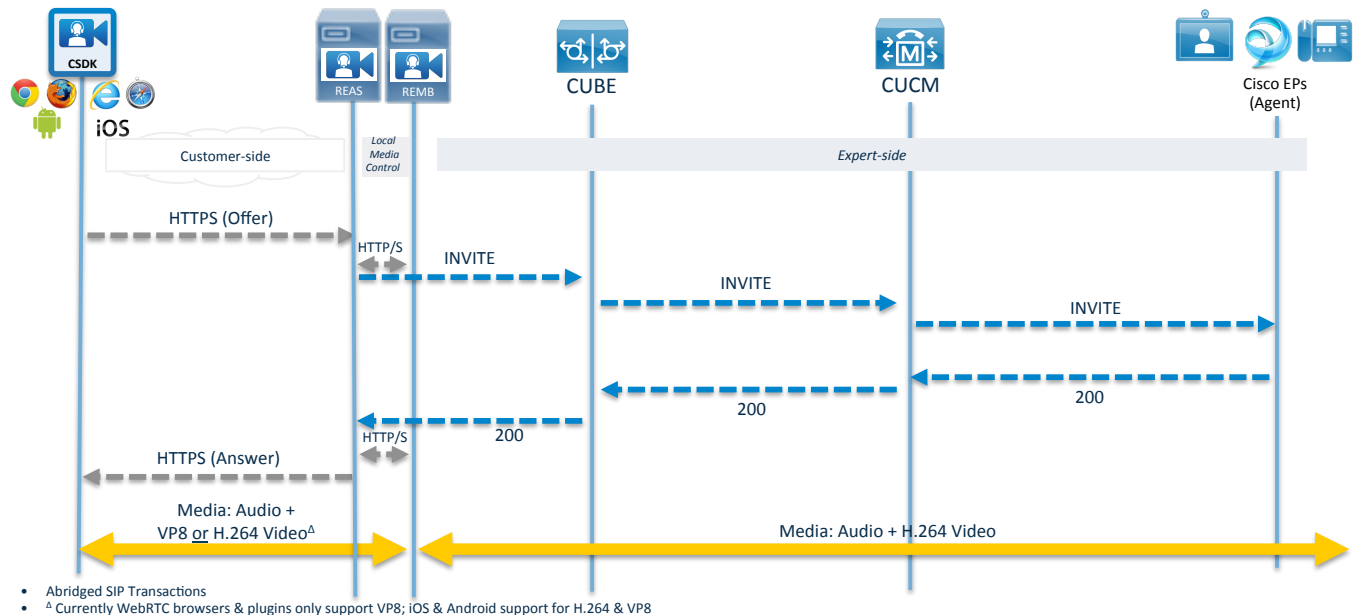 CSDK
REAS
REMB
CUBE
CUCM
M
Cisco EPs
(Agent)
iOS
Customer-side
Local
Media
Control
Expert-side
HTTPS (Offer)
HTTP/S
INVITE
INVITE
INVITE
200
200
200
HTTP/S
HTTPS (Answer)
Media: Audio +
VP8 or H.264 Video^Δ
Media: Audio + H.264 Video
• Abridged SIP Transactions
• ^Δ Currently WebRTC browsers & plugins only support VP8; iOS & Android support for H.264 & VP8